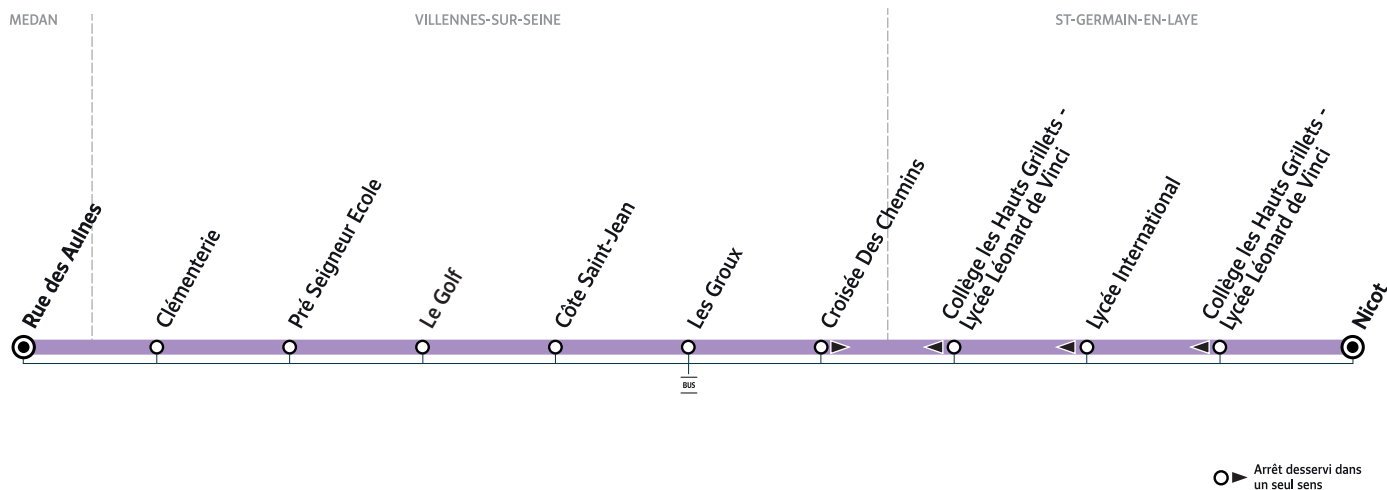 MEDAN
VILLENNES-SUR-SEINE
ST-GERMAIN-EN-LAYE
Rue des Aulnes
Clémenterie
Pré Seigneur Ecole
Le Golf
Côte Saint-Jean
Les Groux
Croisée Des Chemins
Collège les Hauts Grillets -
Lycée Léonard de Vinci
Lycée International
Collège les Hauts Grillets -
Lycée Léonard de Vinci
Nicot
BUS
Arrêt desservi dans
un seul sens